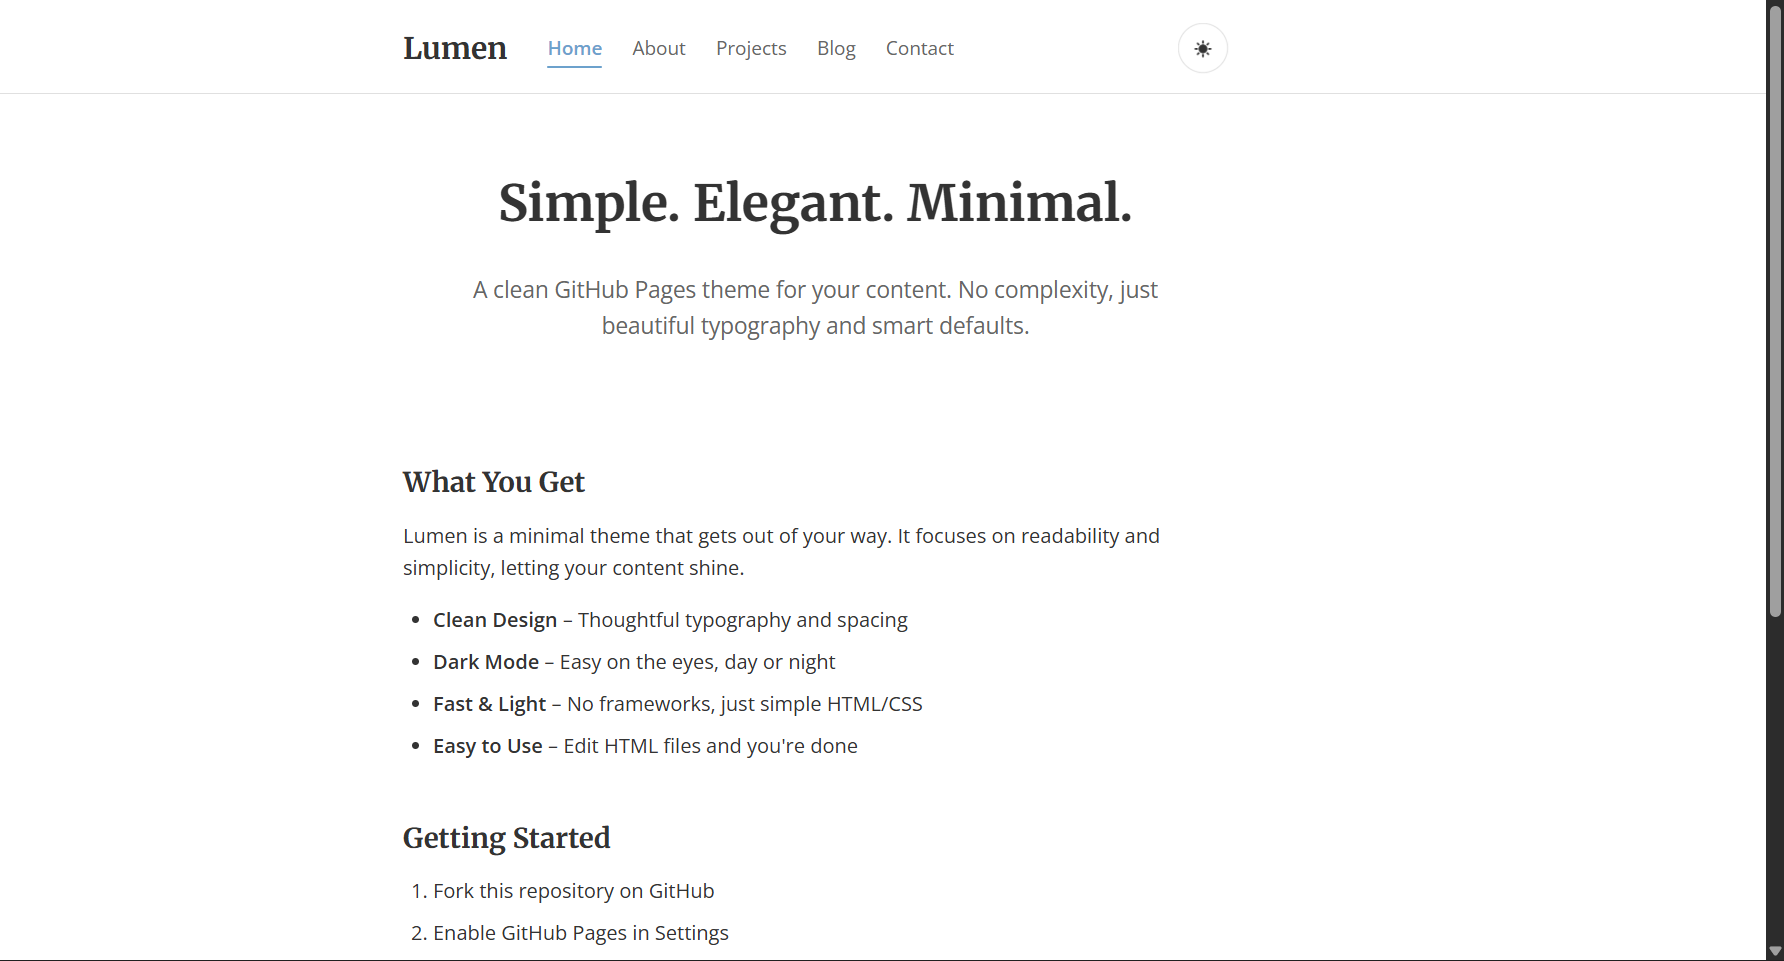 Lumen Home About Projects Blog Contact
Simple. Elegant. Minimal.
A clean GitHub Pages theme for your content. No complexity, just
beautiful typography and smart defaults.
What You Get
Lumen is a minimal theme that gets out of your way. It focuses on readability and
simplicity, letting your content shine.
• Clean Design – Thoughtful typography and spacing
• Dark Mode – Easy on the eyes, day or night
• Fast & Light – No frameworks, just simple HTML/CSS
• Easy to Use – Edit HTML files and you're done
Getting Started
1. Fork this repository on GitHub
2. Enable GitHub Pages in Settings